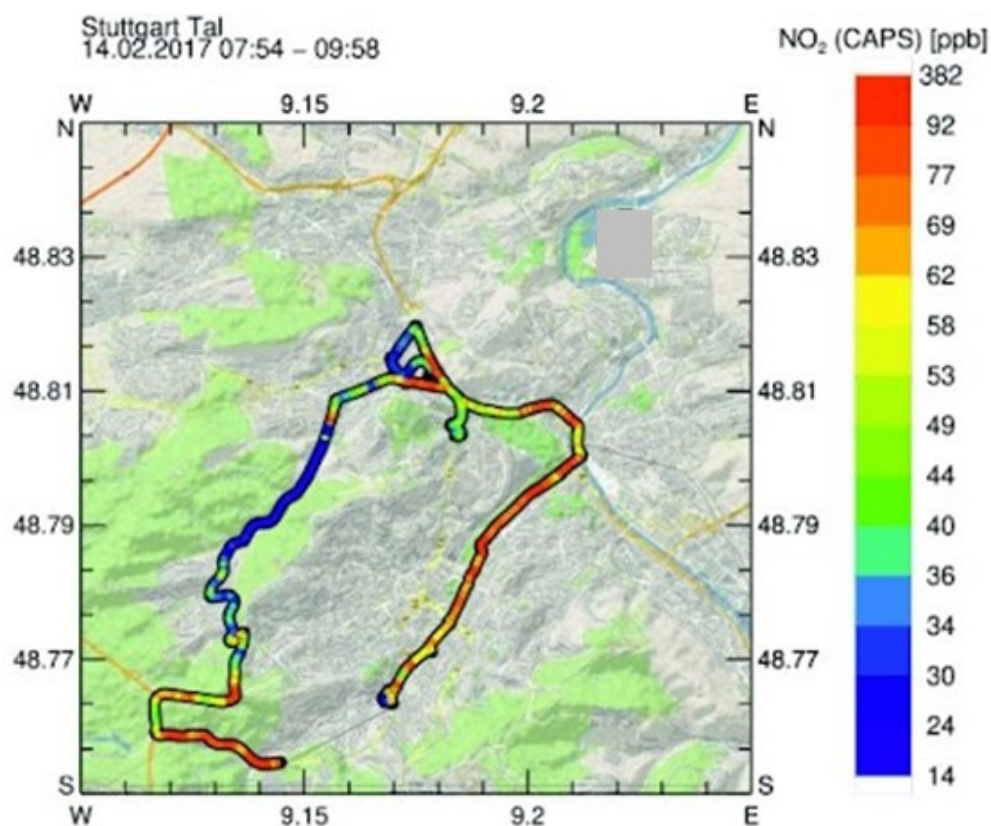 Stuttgart Tal
14.02.2017 07:54 – 09:58
NO₂ (CAPS) [ppb]
W 9.15 9.2 E
N N
48.83 48.83
48.81 48.81
48.79 48.79
48.77 48.77
S S
W 9.15 9.2 E
382
92
77
69
62
58
53
49
44
40
36
34
30
24
14